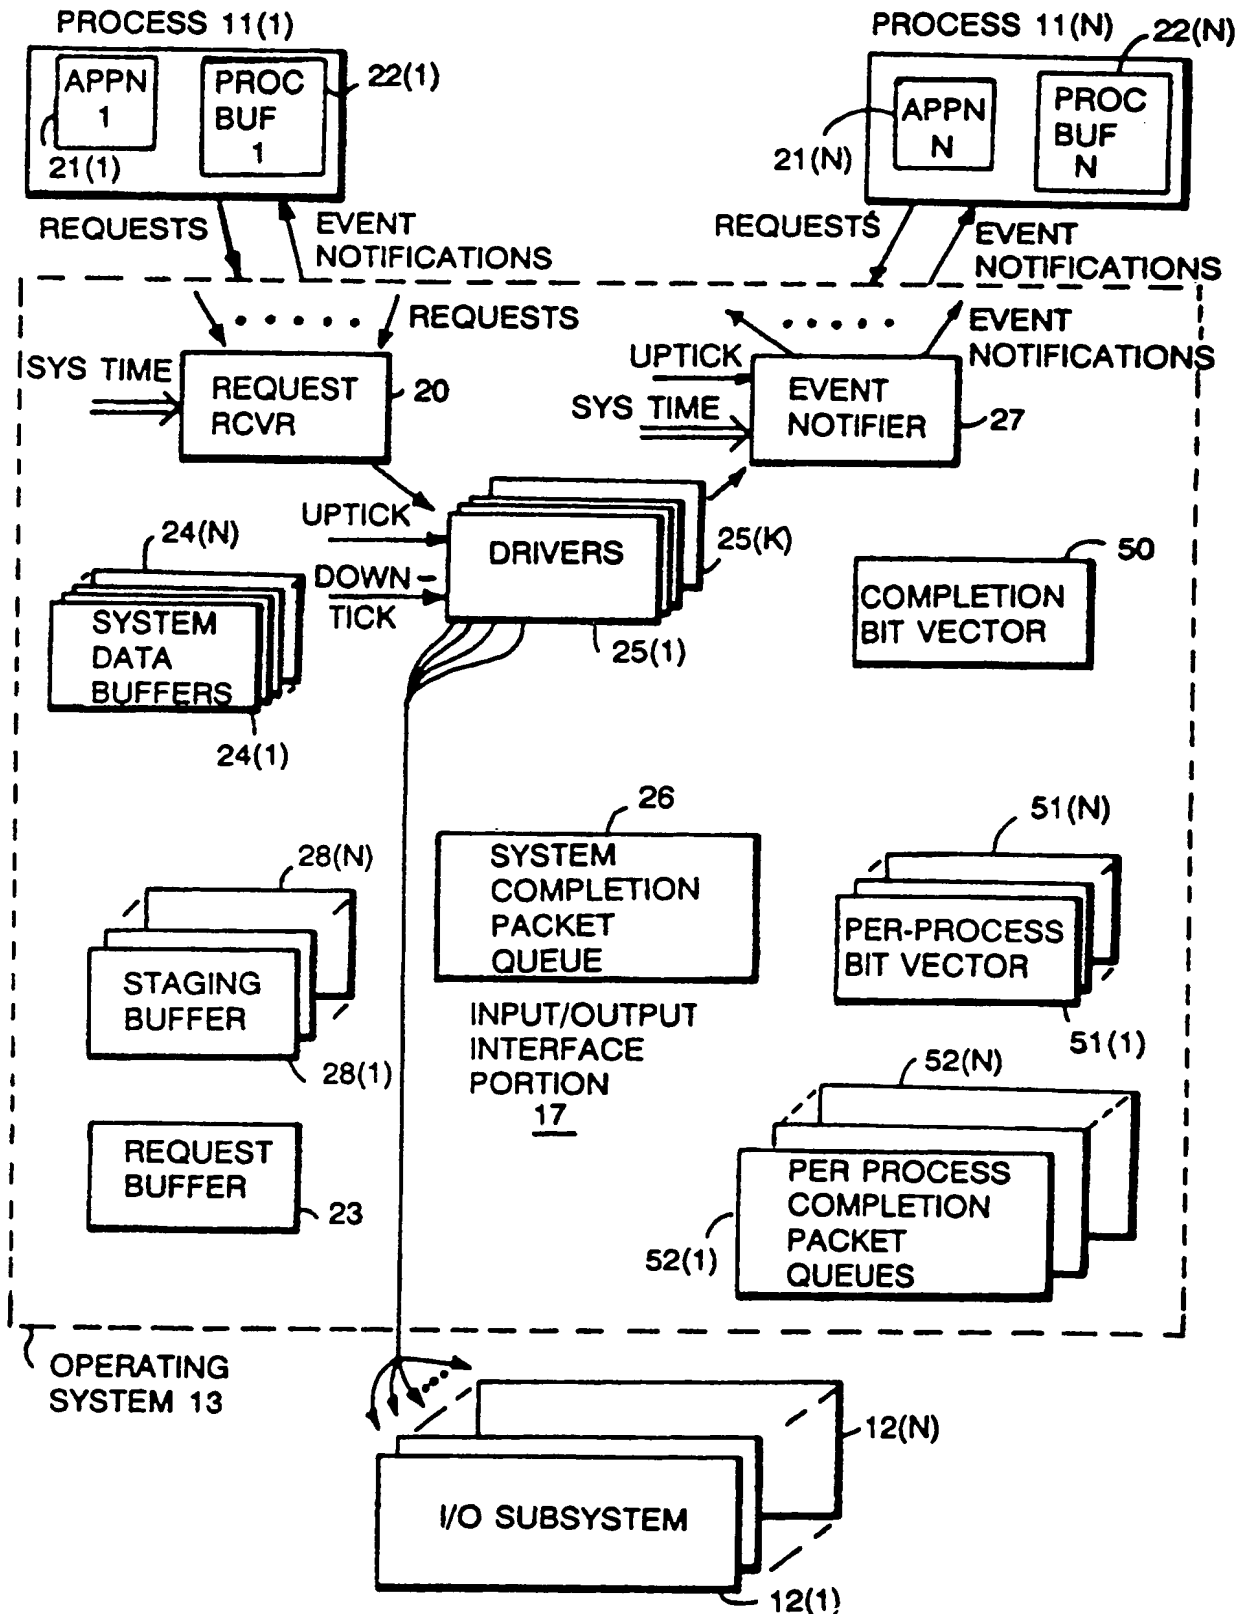 PROCESS 11(1)
PROCESS 11(N)
22(N)
APPN
1
PROC
BUF
1
22(1)
21(1)
APPN
N
PROC
BUF
N
21(N)
REQUESTS
EVENT
NOTIFICATIONS
REQUESTS
EVENT
NOTIFICATIONS
REQUESTS
EVENT
NOTIFICATIONS
SYS TIME
REQUEST
RCVR
20
UPTICK
SYS TIME
EVENT
NOTIFIER
27
UPTICK
DOWN-
TICK
DRIVERS
25(K)
25(1)
24(N)
SYSTEM
DATA
BUFFERS
24(1)
50
COMPLETION
BIT VECTOR
26
SYSTEM
COMPLETION
PACKET
QUEUE
51(N)
PER-PROCESS
BIT VECTOR
51(1)
28(N)
STAGING
BUFFER
28(1)
INPUT/OUTPUT
INTERFACE
PORTION
17
52(N)
PER PROCESS
COMPLETION
PACKET
QUEUES
52(1)
REQUEST
BUFFER
23
OPERATING
SYSTEM 13
12(N)
I/O SUBSYSTEM
12(1)